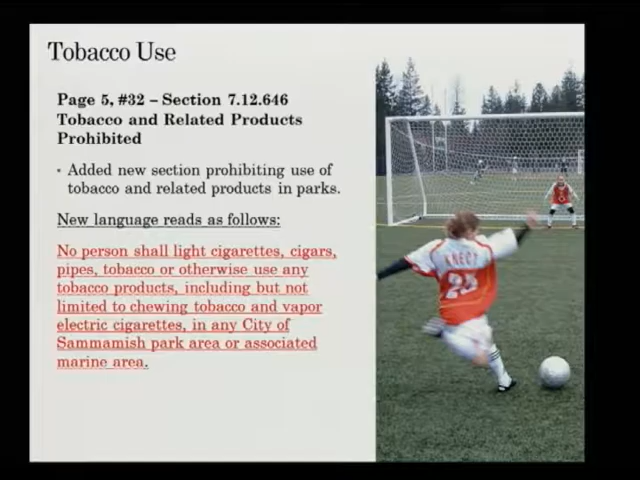 Tobacco Use
Page 5, #32 – Section 7.12.646
Tobacco and Related Products
Prohibited
• Added new section prohibiting use of
tobacco and related products in parks.
New language reads as follows:
No person shall light cigarettes, cigars,
pipes, tobacco or otherwise use any
tobacco products, including but not
limited to chewing tobacco and vapor
electric cigarettes, in any City of
Sammamish park area or associated
marine area.